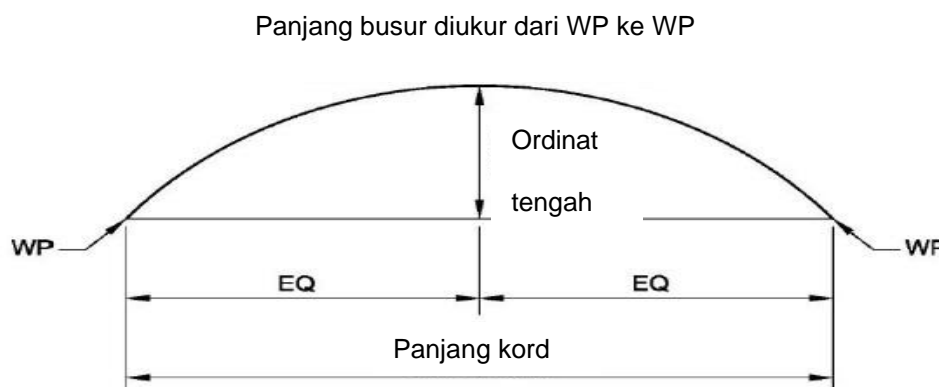 Panjang busur diukur dari WP ke WP
Ordinat
tengah
WP
WP
EQ
EQ
Panjang kord